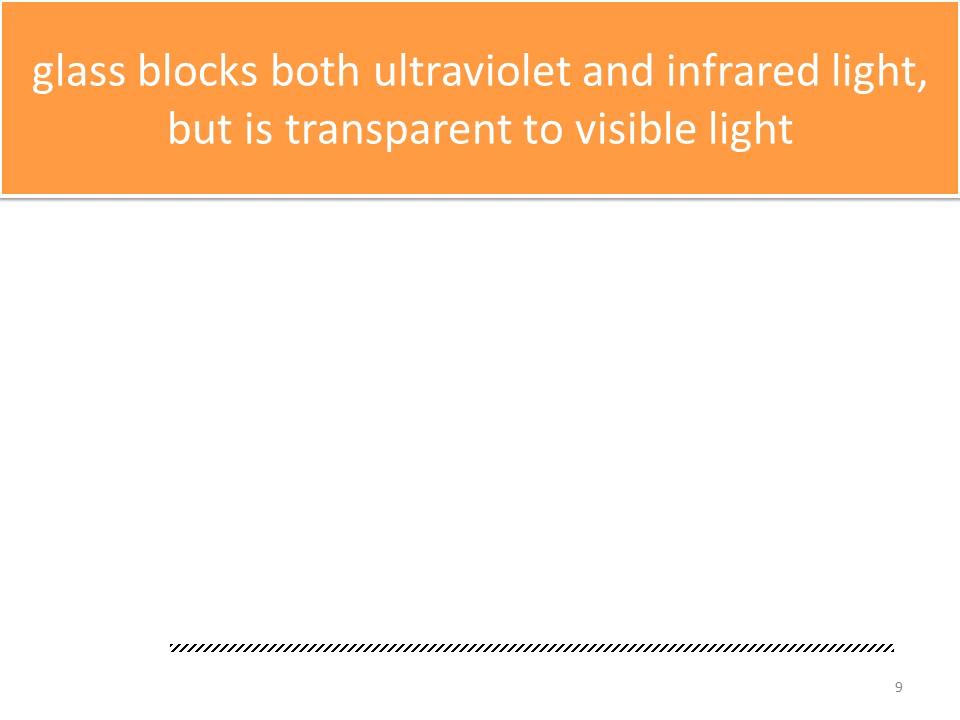 glass blocks both ultraviolet and infrared light,
but is transparent to visible light
9